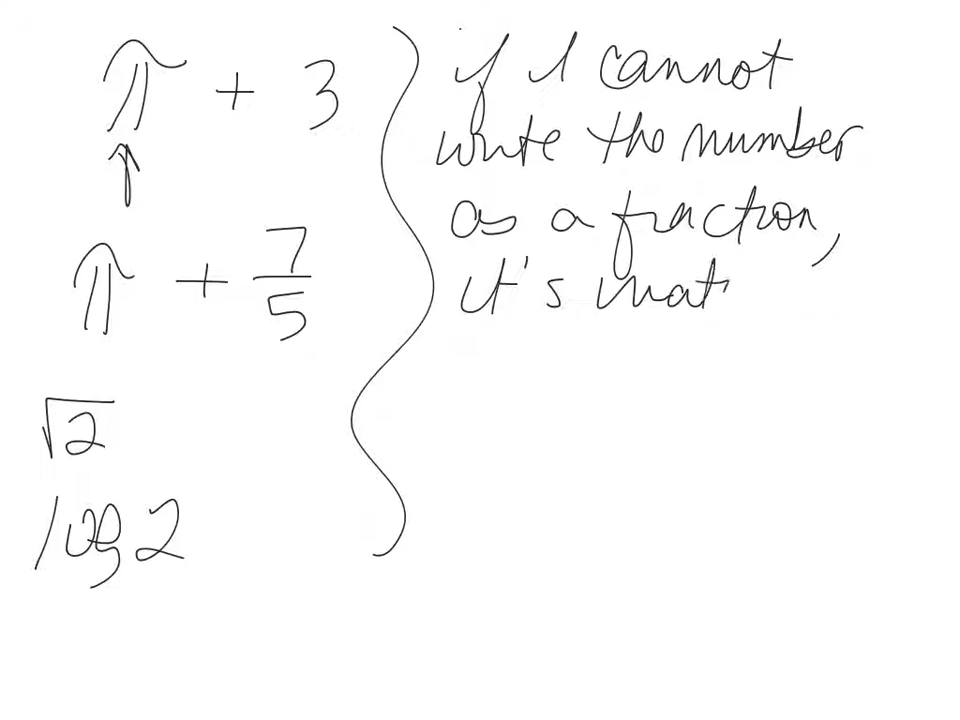 π + 3
π + 7/5
√2
log 2
if I cannot
write the number
as a fraction,
it's irrat